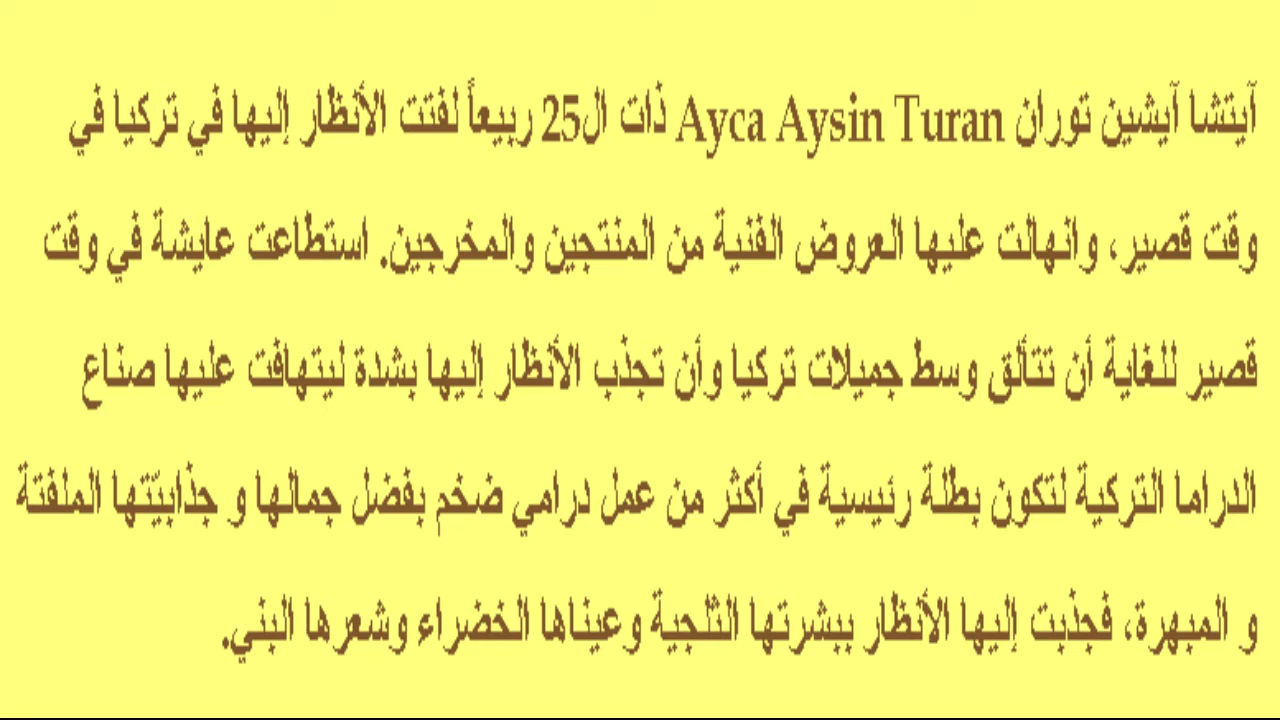 آيتشا آيشين توران Ayca Aysin Turan ذات ال25 ربيعاً لفتت الأنظار إليها في تركيا في
وقت قصير، وانهالت عليها العروض الفنية من المنتجين والمخرجين. استطاعت عايشة في وقت
قصير للغاية أن تتألق وسط جميلات تركيا وأن تجذب الأنظار إليها بشدة ليتهافت عليها صناع
الدراما التركية لتكون بطلة رئيسية في أكثر من عمل درامي ضخم بفضل جمالها و جذابيّتها الملفتة
و المبهرة، فجذبت إليها الأنظار ببشرتها الثلجية وعيناها الخضراء وشعرها البني.